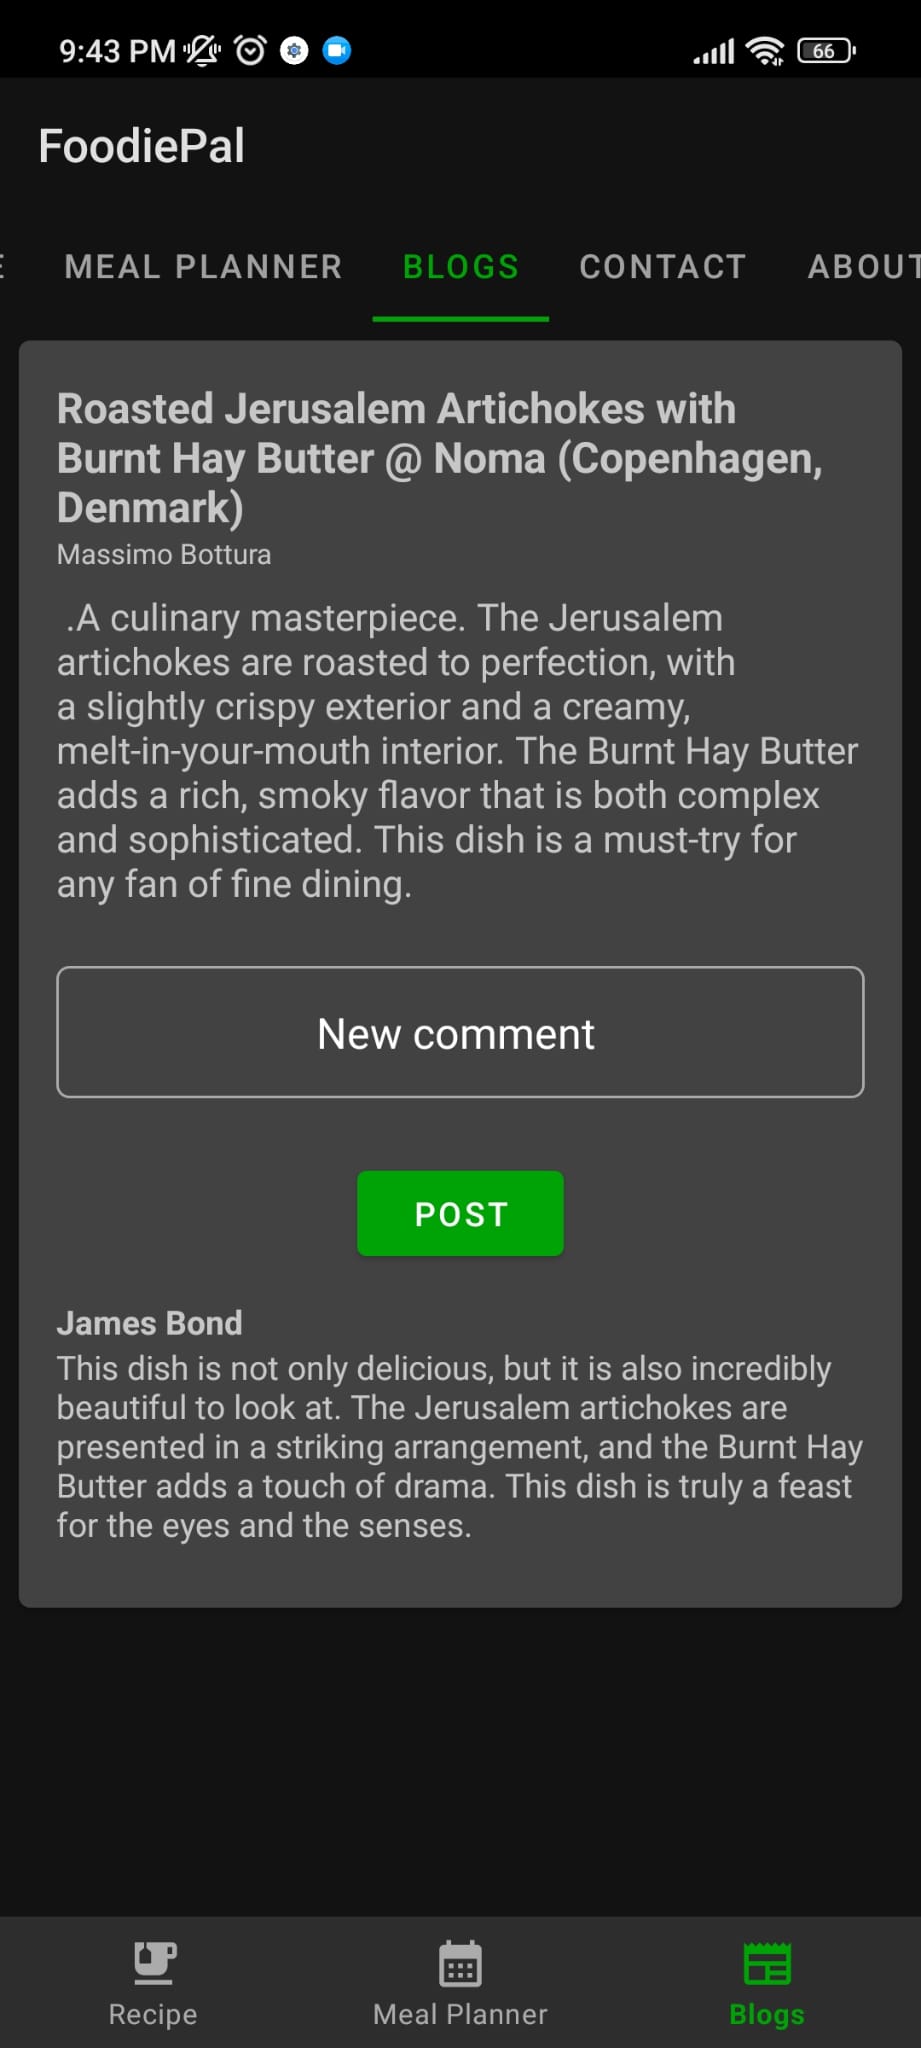 9:43 PM
66
FoodiePal
MEAL PLANNER BLOGS CONTACT ABOUT
Roasted Jerusalem Artichokes with
Burnt Hay Butter @ Noma (Copenhagen,
Denmark)
Massimo Bottura
.A culinary masterpiece. The Jerusalem
artichokes are roasted to perfection, with
a slightly crispy exterior and a creamy,
melt-in-your-mouth interior. The Burnt Hay Butter
adds a rich, smoky flavor that is both complex
and sophisticated. This dish is a must-try for
any fan of fine dining.
New comment
POST
James Bond
This dish is not only delicious, but it is also incredibly
beautiful to look at. The Jerusalem artichokes are
presented in a striking arrangement, and the Burnt Hay
Butter adds a touch of drama. This dish is truly a feast
for the eyes and the senses.
Recipe Meal Planner Blogs